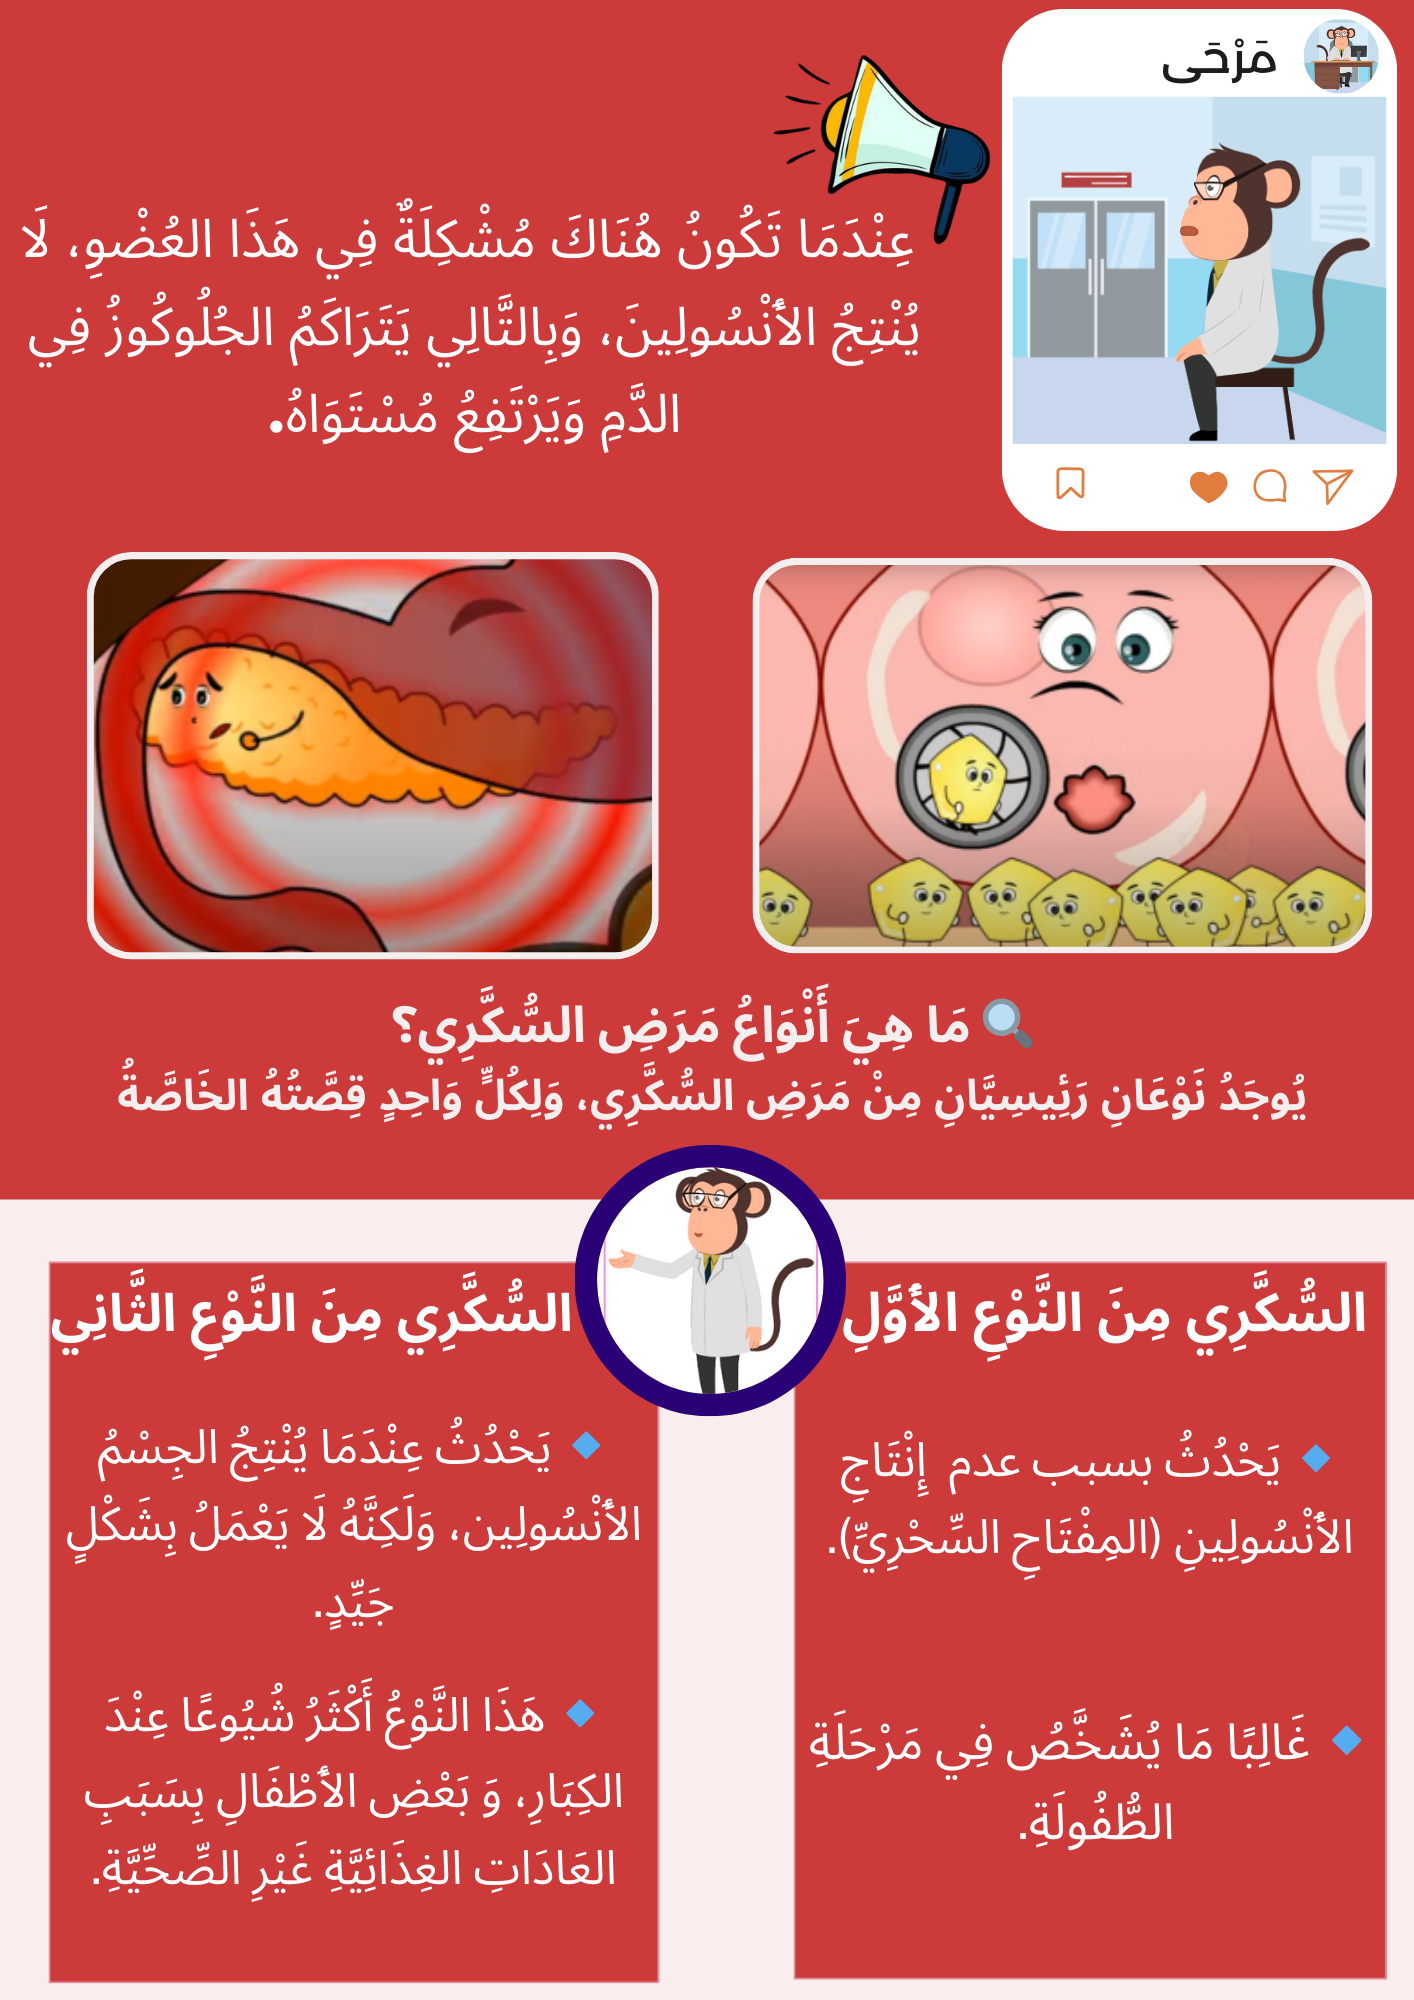 مَرْحَى
عِنْدَمَا تَكُونُ هُنَاكَ مُشْكِلَةٌ فِي هَذَا العُضْوِ، لَا
يُنْتِجُ الأَنْسُولِينَ، وَبِالتَّالِي يَتَرَاكَمُ الجُلُوكُوزُ فِي
الدَّمِ وَيَرْتَفِعُ مُسْتَوَاهُ.
مَا هِيَ أَنْوَاعُ مَرَضِ السُّكَّرِي؟
يُوجَدُ نَوْعَانِ رَئِيسِيَّانِ مِنْ مَرَضِ السُّكَّرِي، وَلِكُلٍّ وَاحِدٍ قِصَّتُهُ الخَاصَّةُ
السُّكَّرِي مِنَ النَّوْعِ الأَوَّلِ
يَحْدُثُ بسبب عدم إِنْتَاجِ
الأَنْسُولِينِ (المِفْتَاحِ السِّحْرِيِّ).
غَالِبًا مَا يُشَخَّصُ فِي مَرْحَلَةِ
الطُّفُولَةِ.
السُّكَّرِي مِنَ النَّوْعِ الثَّانِي
يَحْدُثُ عِنْدَمَا يُنْتِجُ الجِسْمُ
الأَنْسُولِين، وَلَكِنَّهُ لَا يَعْمَلُ بِشَكْلٍ
جَيِّدٍ.
هَذَا النَّوْعُ أَكْثَرُ شُيُوعًا عِنْدَ
الكِبَارِ، وَ بَعْضِ الأَطْفَالِ بِسَبَبِ
العَادَاتِ الغِذَائِيَّةِ غَيْرِ الصِّحِّيَّةِ.